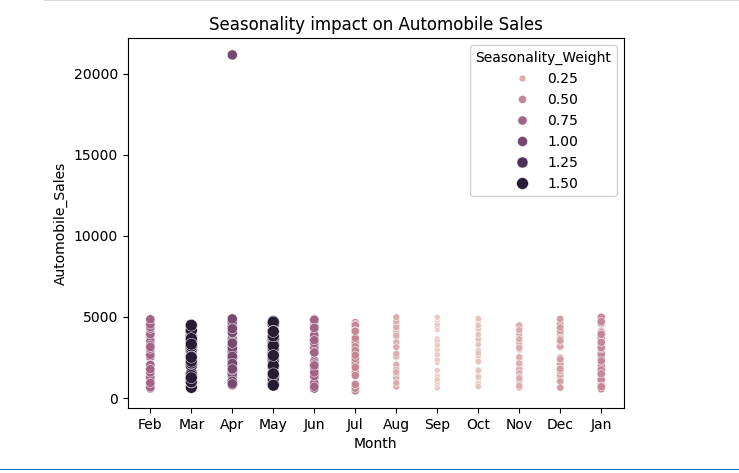 Seasonality impact on Automobile Sales
Seasonality_Weight
0.25
0.50
0.75
1.00
1.25
1.50
20000
15000
10000
5000
0
Automobile_Sales
Feb Mar Apr May Jun Jul Aug Sep Oct Nov Dec Jan
Month